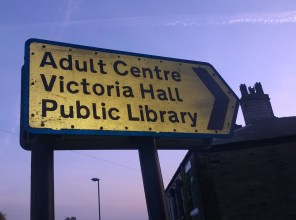 Adult Centre
Victoria Hall
Public Library